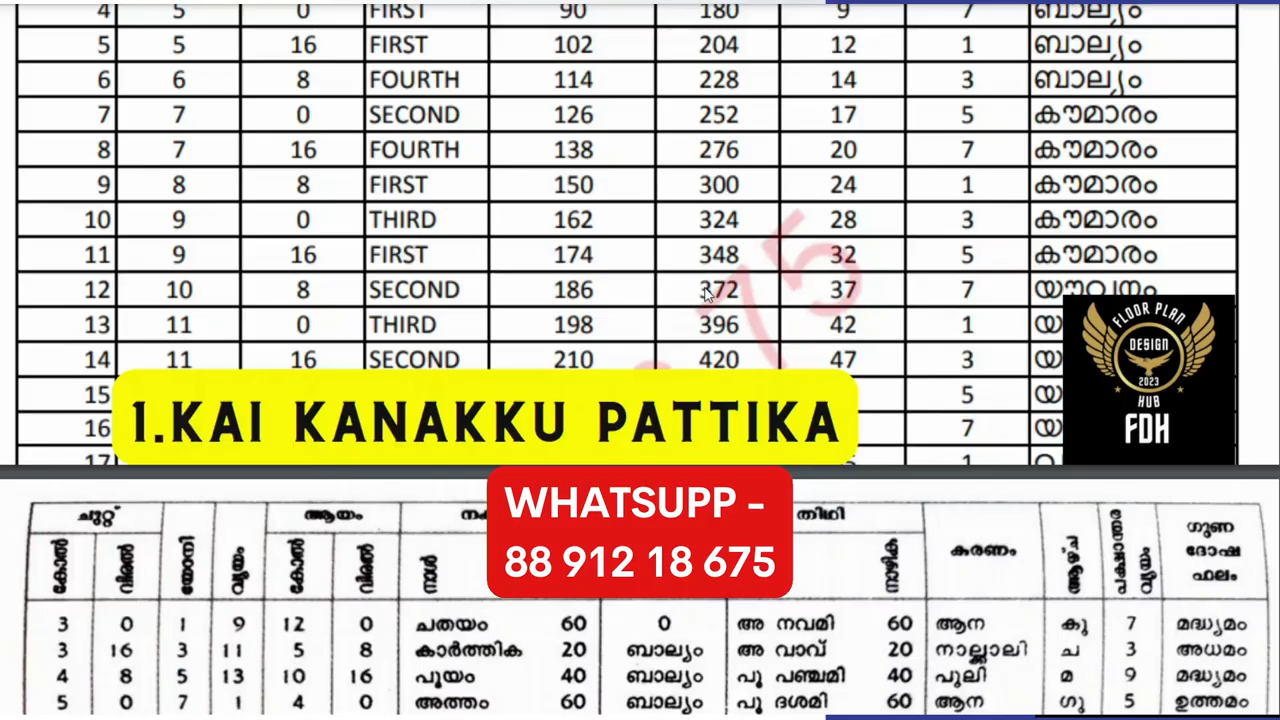 4 5 0 FIRST 90 180 9 7 ബാല്യം
5 5 16 FIRST 102 204 12 1 ബാല്യം
6 6 8 FOURTH 114 228 14 3 ബാല്യം
7 7 0 SECOND 126 252 17 5 കൗമാരം
8 7 16 FOURTH 138 276 20 7 കൗമാരം
9 8 8 FIRST 150 300 24 1 കൗമാരം
10 9 0 THIRD 162 324 28 3 കൗമാരം
11 9 16 FIRST 174 348 32 5 കൗമാരം
12 10 8 SECOND 186 372 37 7 യൗവ്വനം
13 11 0 THIRD 198 396 42 1
14 11 16 SECOND 210 420 47 3
15 5
16 7
17 1
75
FLOOR PLAN
DESIGN
2023
HUB
FDH
1.KAI KANAKKU PATTIKA
WHATSUPP -
88 912 18 675
ചുറ്റ് ആയം തിഥി
കോൽ വിരൽ യോനി വ്യയം കോൽ വിരൽ നാൾ നാഴിക കരണം ആഴ്ച പക്ഷാന്തര വ്യയം ഗുണ ദോഷ ഫലം
3 0 1 9 12 0 ചതയം 60 0 അ നവമി 60 ആന കു 7 മദ്ധ്യമം
3 16 3 11 5 8 കാർത്തിക 20 ബാല്യം അ വാവ് 20 നാല്ക്കാലി ച 3 അധമം
4 8 5 13 10 16 പൂയം 40 ബാല്യം പൂ പഞ്ചമി 40 പുലി മ 9 മദ്ധ്യമം
5 0 7 1 4 0 അത്തം 60 ബാല്യം പൂ ദശമി 60 ആന ഗു 5 ഉത്തമം